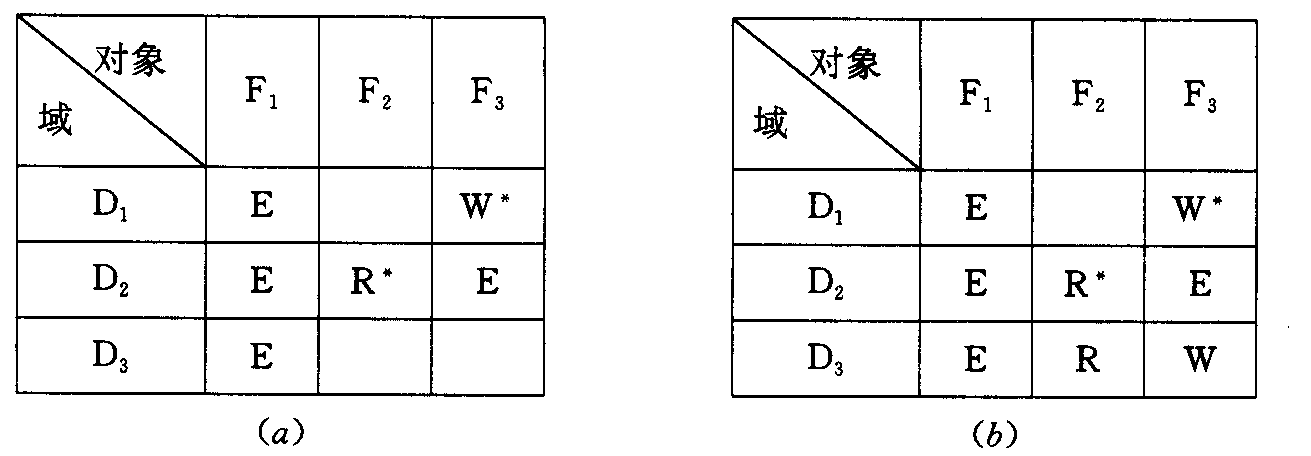 对象 F₁ F₂ F₃
域
D₁ E W*
D₂ E R* E
D₃ E
(a)
对象 F₁ F₂ F₃
域
D₁ E W*
D₂ E R* E
D₃ E R W
(b)